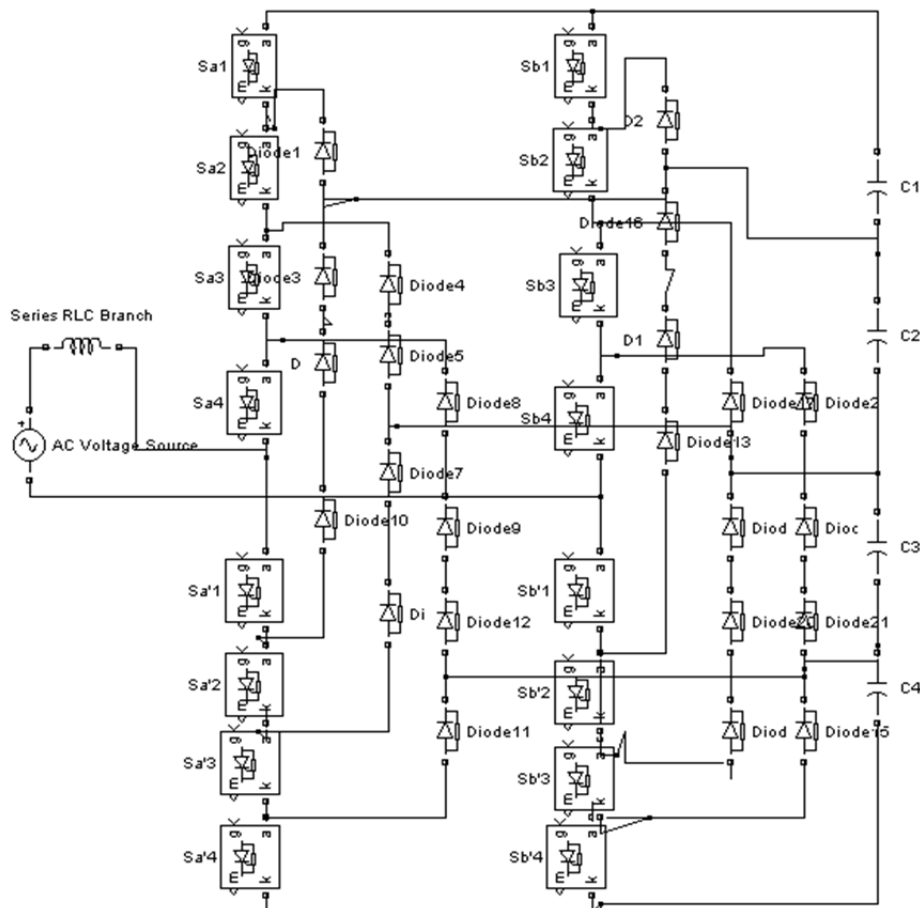 Sa1
g
a
m
k
Sb1
g
a
m
k
D2
Diode1
Sa2
g
a
m
k
Sb2
g
a
m
k
C1
Diode16
Sa3
g
a
m
k
Diode3
Diode4
Sb3
g
a
m
k
Series RLC Branch
D
Diode5
D1
C2
Sa4
g
a
m
k
Diode8
Sb4
g
a
m
k
Diode2
+
AC Voltage Source
Diode13
Diode7
Diode10
Diode9
Diod
Dioc
C3
Sa'1
g
a
m
k
Di
Diode12
Sb'1
g
a
m
k
Diode21
Sa'2
g
a
m
k
Sb'2
g
a
m
k
C4
Diode11
Diod
Diode15
Sa'3
g
a
m
k
Sb'3
g
a
m
k
Sa'4
g
a
m
k
Sb'4
g
a
m
k